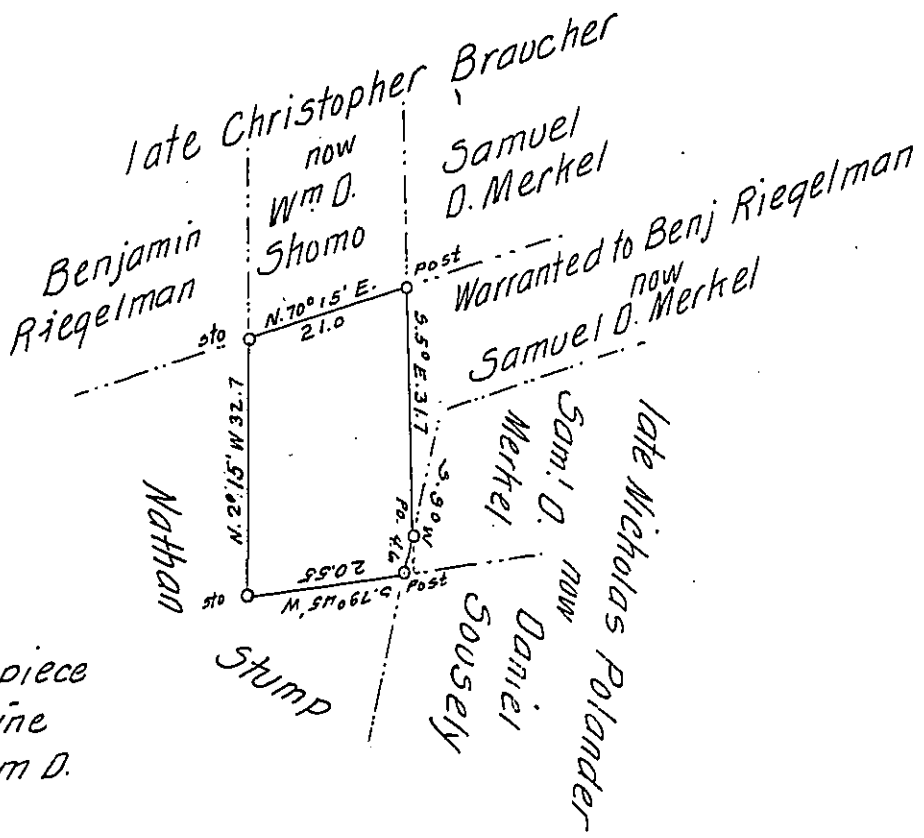 late Christopher Braucher
now
Wm D.
Shomo
Samuel
D. Merkel
Benjamin
Riegelman
post
Warranted to Benj Riegelman
now
Samuel D. Merkel
sto
N. 70° 15' E.
21.0
N. 2° 15' W 32.7
S. 5° E. 31.7
S. 9° W
Po. 4.6
Post
20.55
S. 79° 45' W
sto
Nathan
Stump
Sam'l D.
Merkel
now
Daniel
Sousely
late Nicholas Polander
piece
ine
m D.